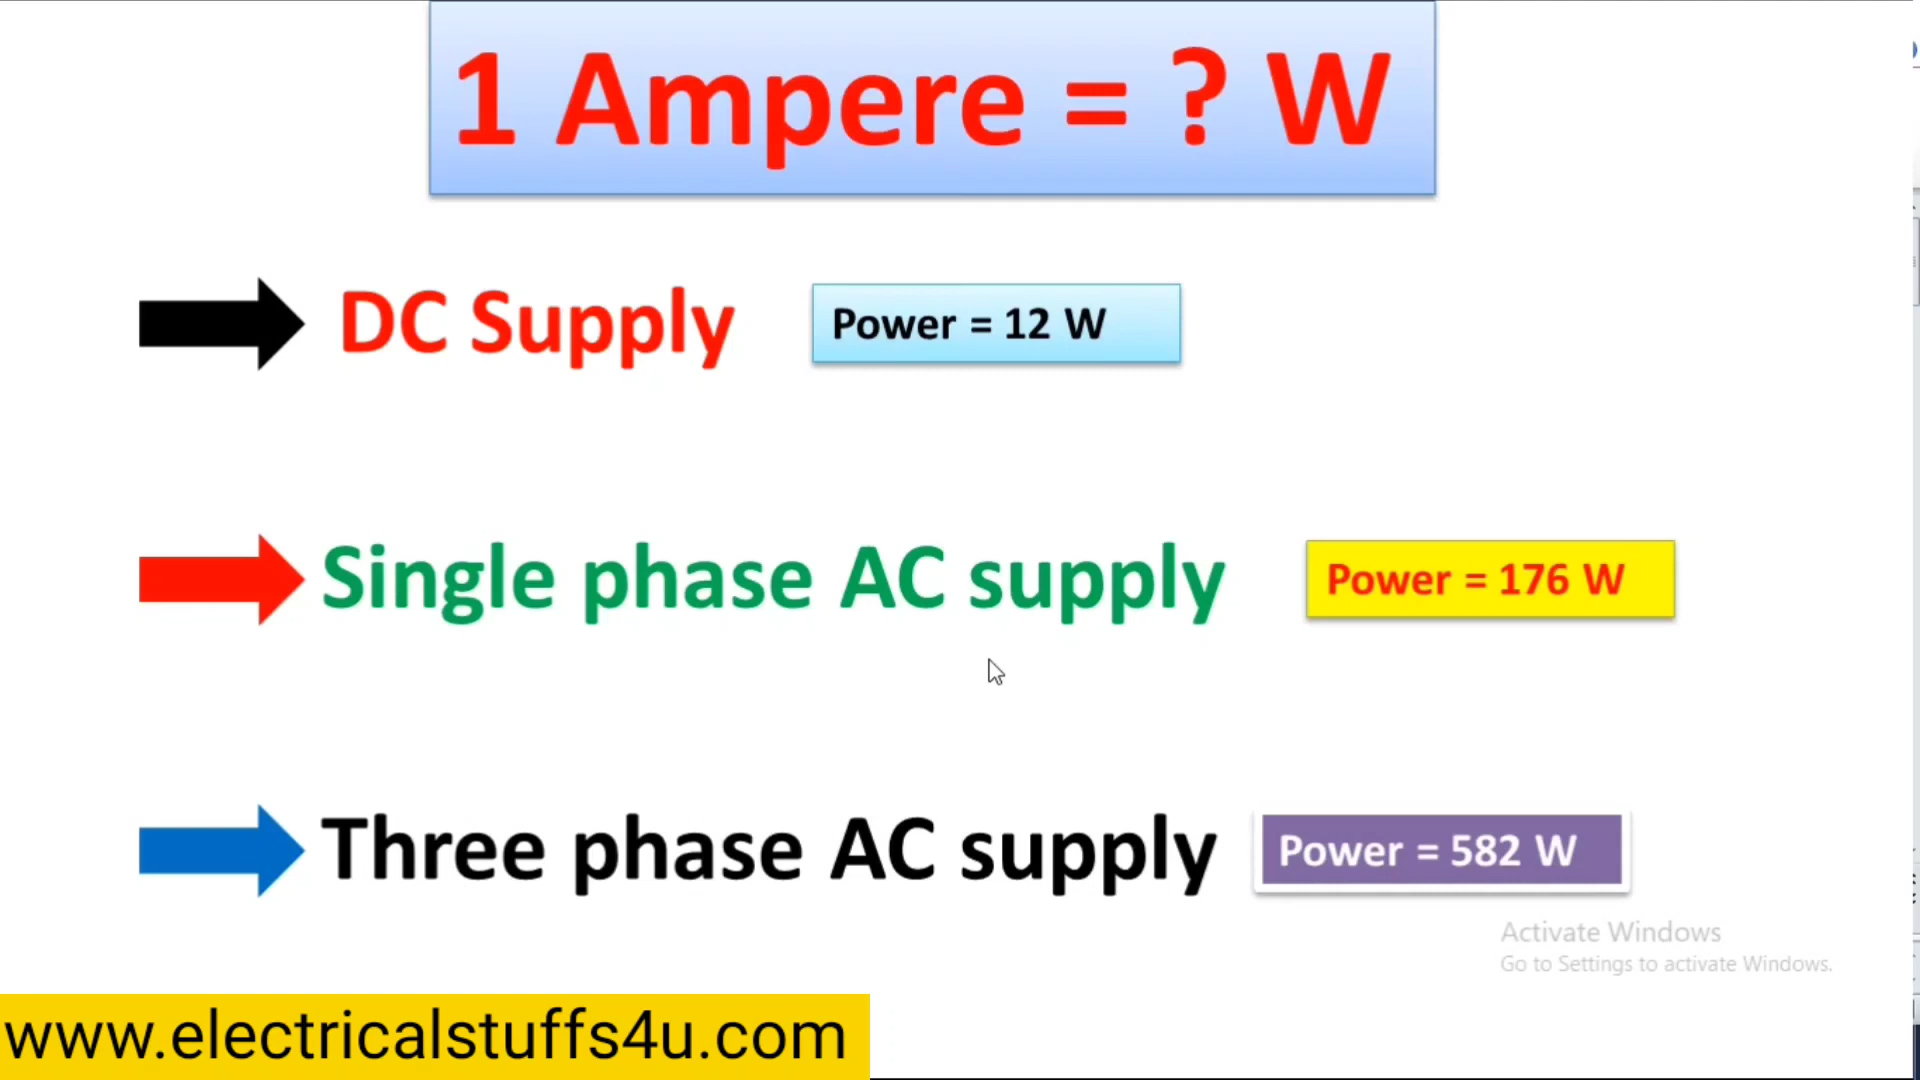 1 Ampere = ? W
DC Supply
Power = 12 W
Single phase AC supply
Power = 176 W
Three phase AC supply
Power = 582 W
Activate Windows
Go to Settings to activate Windows.
www.electricalstuffs4u.com